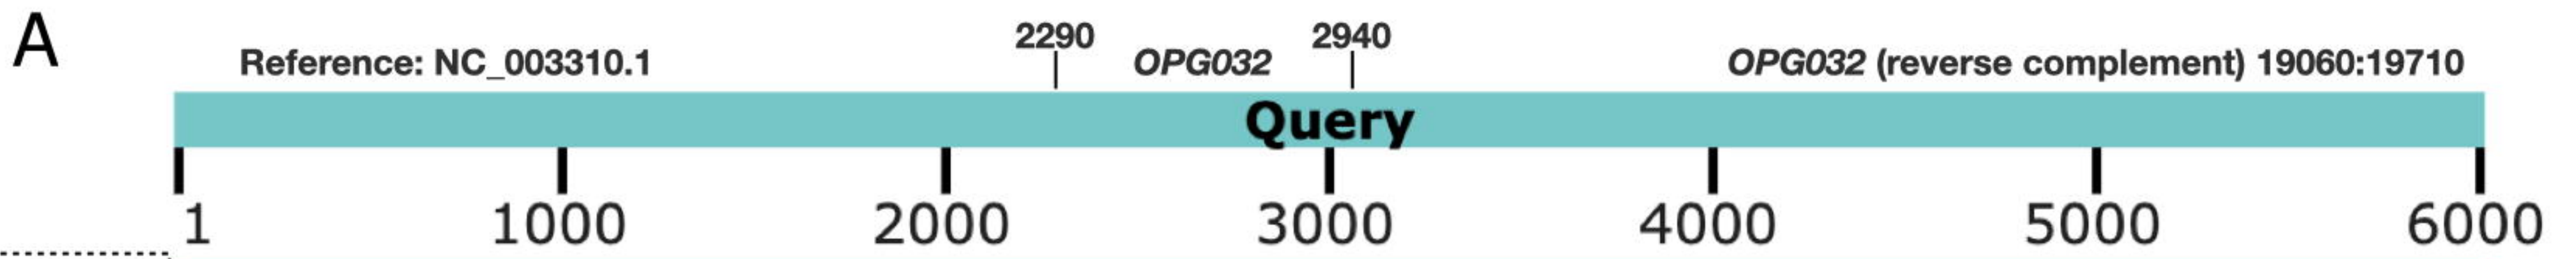 A
Reference: NC_003310.1
2290
OPG032
2940
OPG032 (reverse complement) 19060:19710
Query
1 1000 2000 3000 4000 5000 6000